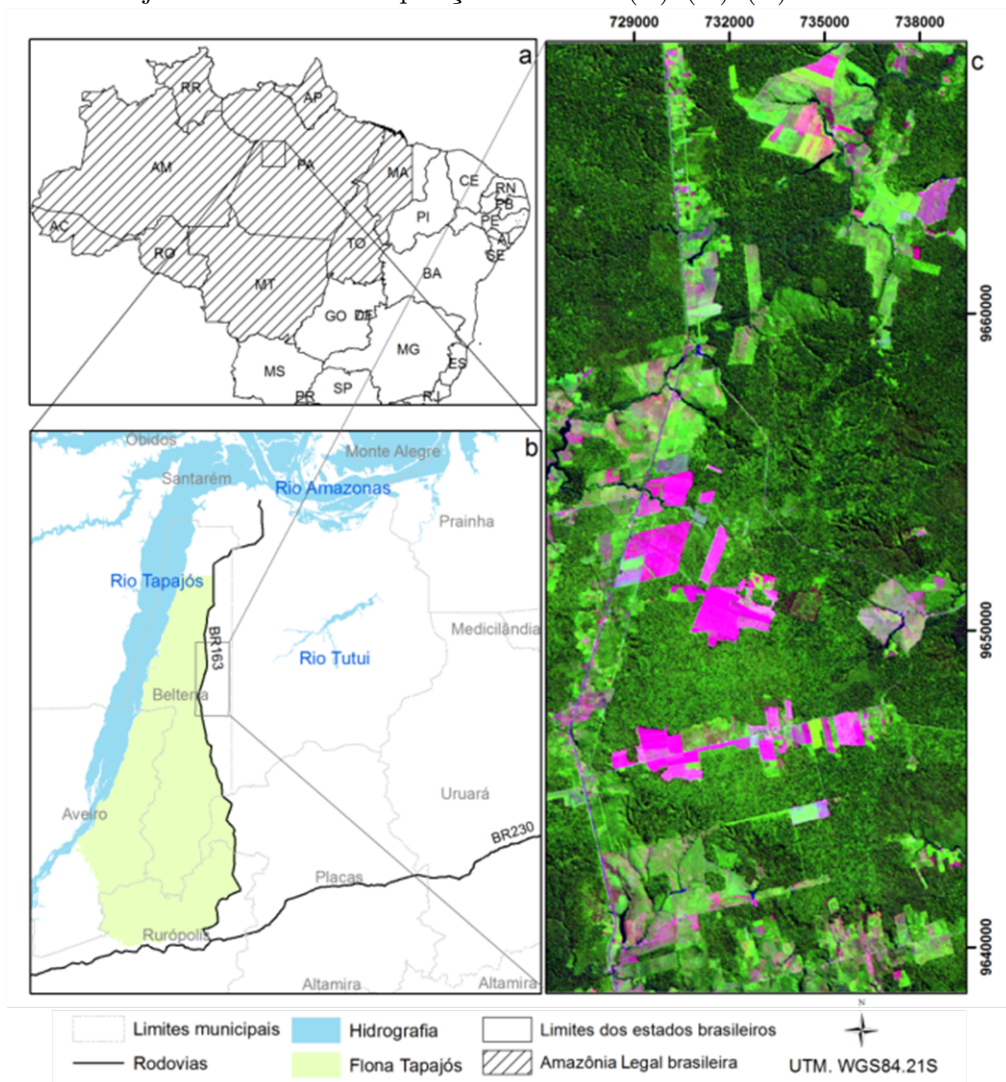 729000 732000 735000 738000
a
RR
AP
AM
PA
MA
CE
RN
PB
PI
PE
AC
AL
SE
RO
TO
BA
MT
GO
DF
MG
MS
ES
SP
PR
RJ
b
Óbidos
Monte Alegre
Santarém
Rio Amazonas
Prainha
Rio Tapajós
BR163
Medicilândia
Rio Tutui
Belterra
Aveiro
Uruará
BR230
Placas
Rurópolis
Altamira
Altamira
c
9660000
9650000
9640000
Limites municipais
Hidrografia
Limites dos estados brasileiros
Rodovias
Flona Tapajós
Amazônia Legal brasileira
N
UTM. WGS84.21S